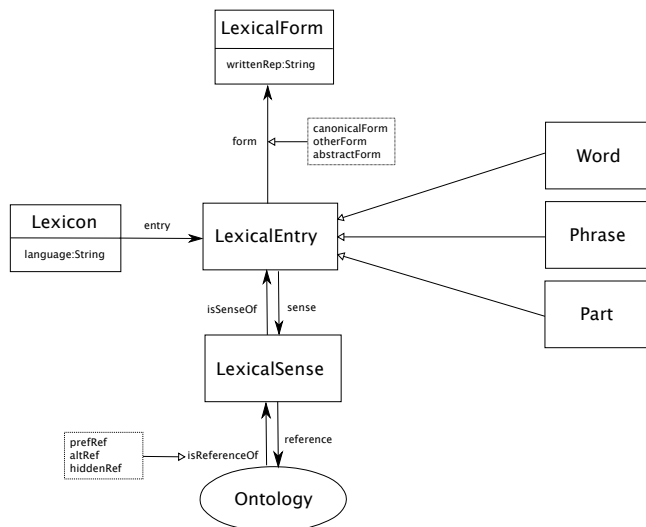 LexicalForm
writtenRep:String
form
canonicalForm
otherForm
abstractForm
Word
Lexicon
language:String
entry
LexicalEntry
Phrase
isSenseOf
sense
Part
LexicalSense
prefRef
altRef
hiddenRef
isReferenceOf
reference
Ontology